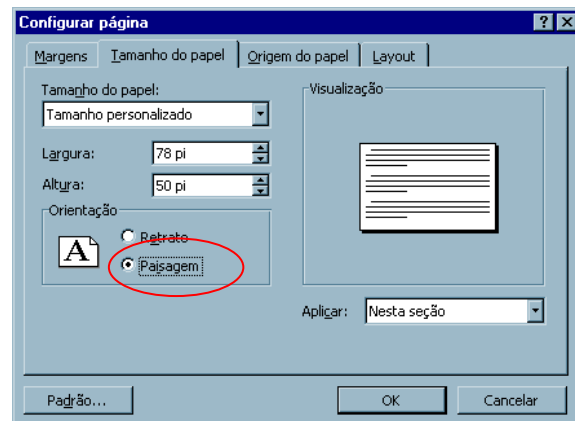 Configurar página
Margens Tamanho do papel Origem do papel Layout
Tamanho do papel:
Tamanho personalizado
Largura: 78 pi
Altura: 50 pi
Orientação
A
Retrato
Paisagem
Visualização
Aplicar: Nesta seção
Padrão... OK Cancelar